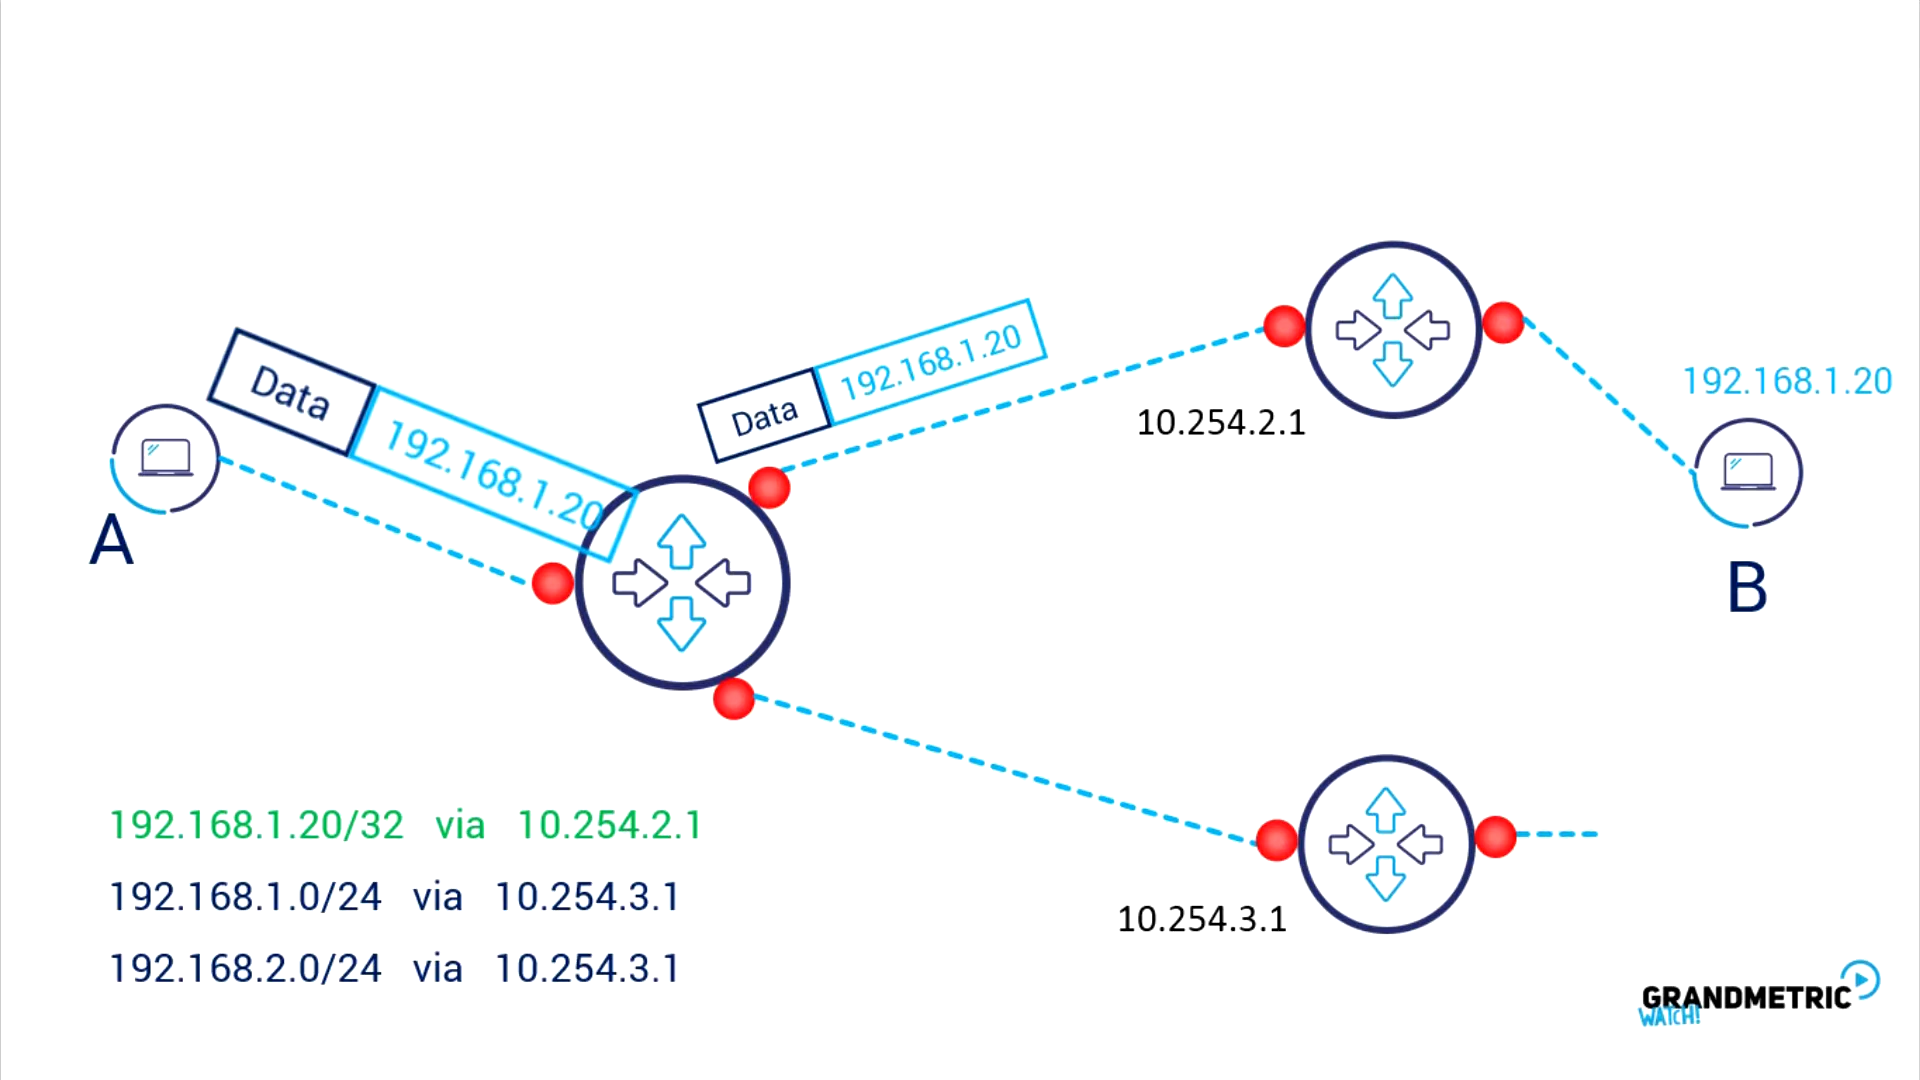 Data 192.168.1.20
Data 192.168.1.20
10.254.2.1
192.168.1.20
A
B
192.168.1.20/32 via 10.254.2.1
192.168.1.0/24 via 10.254.3.1
192.168.2.0/24 via 10.254.3.1
10.254.3.1
GRANDMETRIC
WATCH!